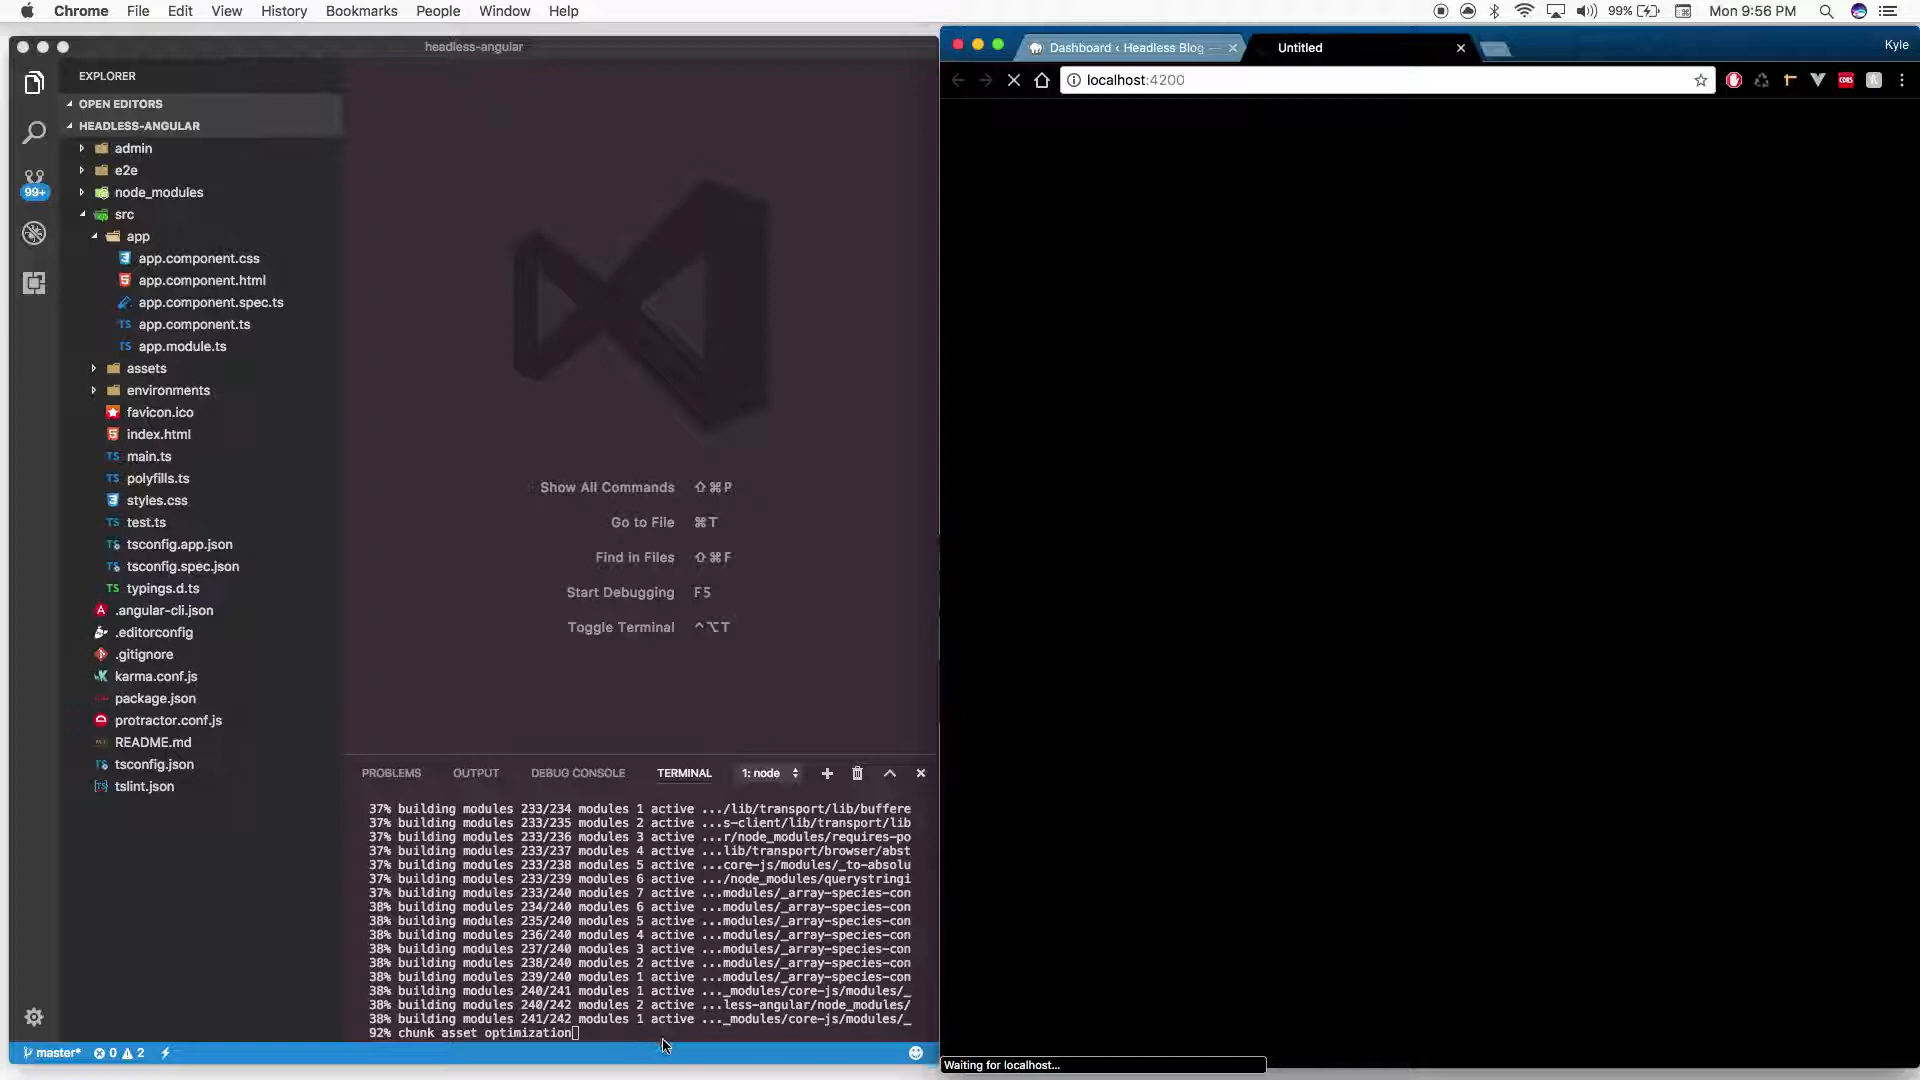 Chrome File Edit View History Bookmarks People Window Help
99% Mon 9:56 PM
headless-angular
EXPLORER
OPEN EDITORS
HEADLESS-ANGULAR
admin
e2e
node_modules
99+
src
app
app.component.css
app.component.html
app.component.spec.ts
TS app.component.ts
TS app.module.ts
assets
environments
favicon.ico
index.html
TS main.ts
TS polyfills.ts
styles.css
TS test.ts
tsconfig.app.json
tsconfig.spec.json
TS typings.d.ts
.angular-cli.json
.editorconfig
.gitignore
karma.conf.js
package.json
protractor.conf.js
README.md
tsconfig.json
tslint.json
Show All Commands ⇧⌘P
Go to File ⌘T
Find in Files ⇧⌘F
Start Debugging F5
Toggle Terminal ^⌥T
PROBLEMS OUTPUT DEBUG CONSOLE TERMINAL 1: node
37% building modules 233/234 modules 1 active .../lib/transport/lib/buffere
37% building modules 233/235 modules 2 active ...s-client/lib/transport/lib
37% building modules 233/236 modules 3 active ...r/node_modules/requires-po
37% building modules 233/237 modules 4 active ...lib/transport/browser/abst
37% building modules 233/238 modules 5 active ...core-js/modules/_to-absolu
37% building modules 233/239 modules 6 active .../node_modules/querystringi
37% building modules 233/240 modules 7 active ...modules/_array-species-con
38% building modules 234/240 modules 6 active ...modules/_array-species-con
38% building modules 235/240 modules 5 active ...modules/_array-species-con
38% building modules 236/240 modules 4 active ...modules/_array-species-con
38% building modules 237/240 modules 3 active ...modules/_array-species-con
38% building modules 238/240 modules 2 active ...modules/_array-species-con
38% building modules 239/240 modules 1 active ...modules/_array-species-con
38% building modules 240/241 modules 1 active ..._modules/core-js/modules/_
38% building modules 240/242 modules 2 active ...less-angular/node_modules/
38% building modules 241/242 modules 1 active ..._modules/core-js/modules/_
92% chunk asset optimization
master* 0 2
Dashboard ‹ Headless Blog —
Untitled
Kyle
localhost:4200
CORS
Waiting for localhost...